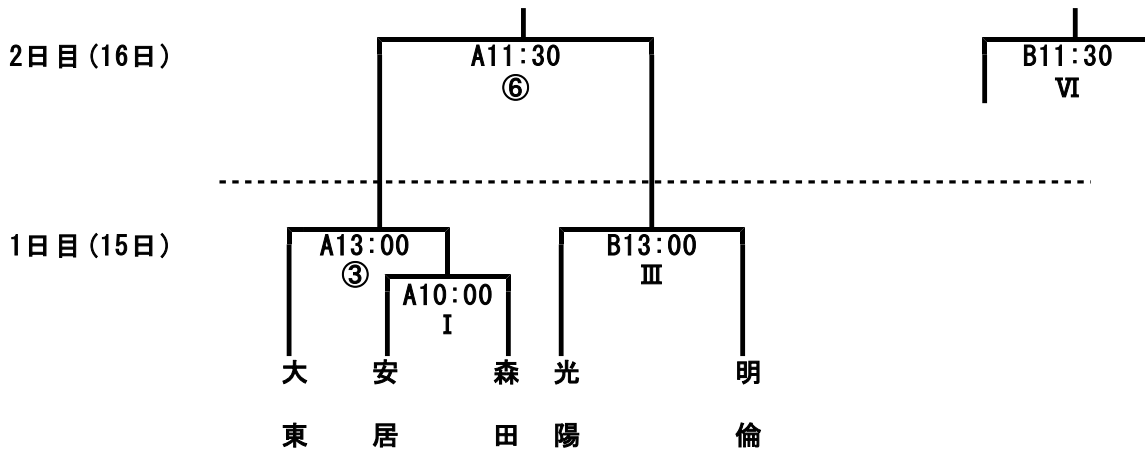 2日目(16日)
A11:30
⑥
B11:30
Ⅵ
1日目(15日)
A13:00
③
B13:00
Ⅲ
A10:00
Ⅰ
大東
安居
森田
光陽
明倫